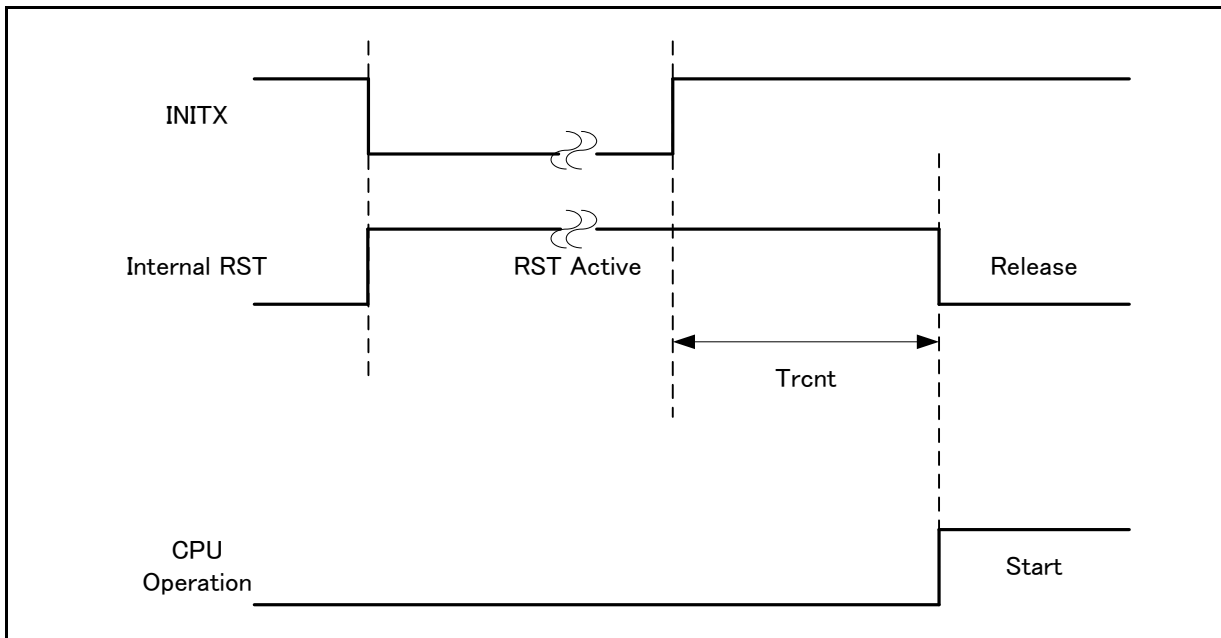 INITX
Internal RST
RST Active
Release
Trcnt
CPU
Operation
Start